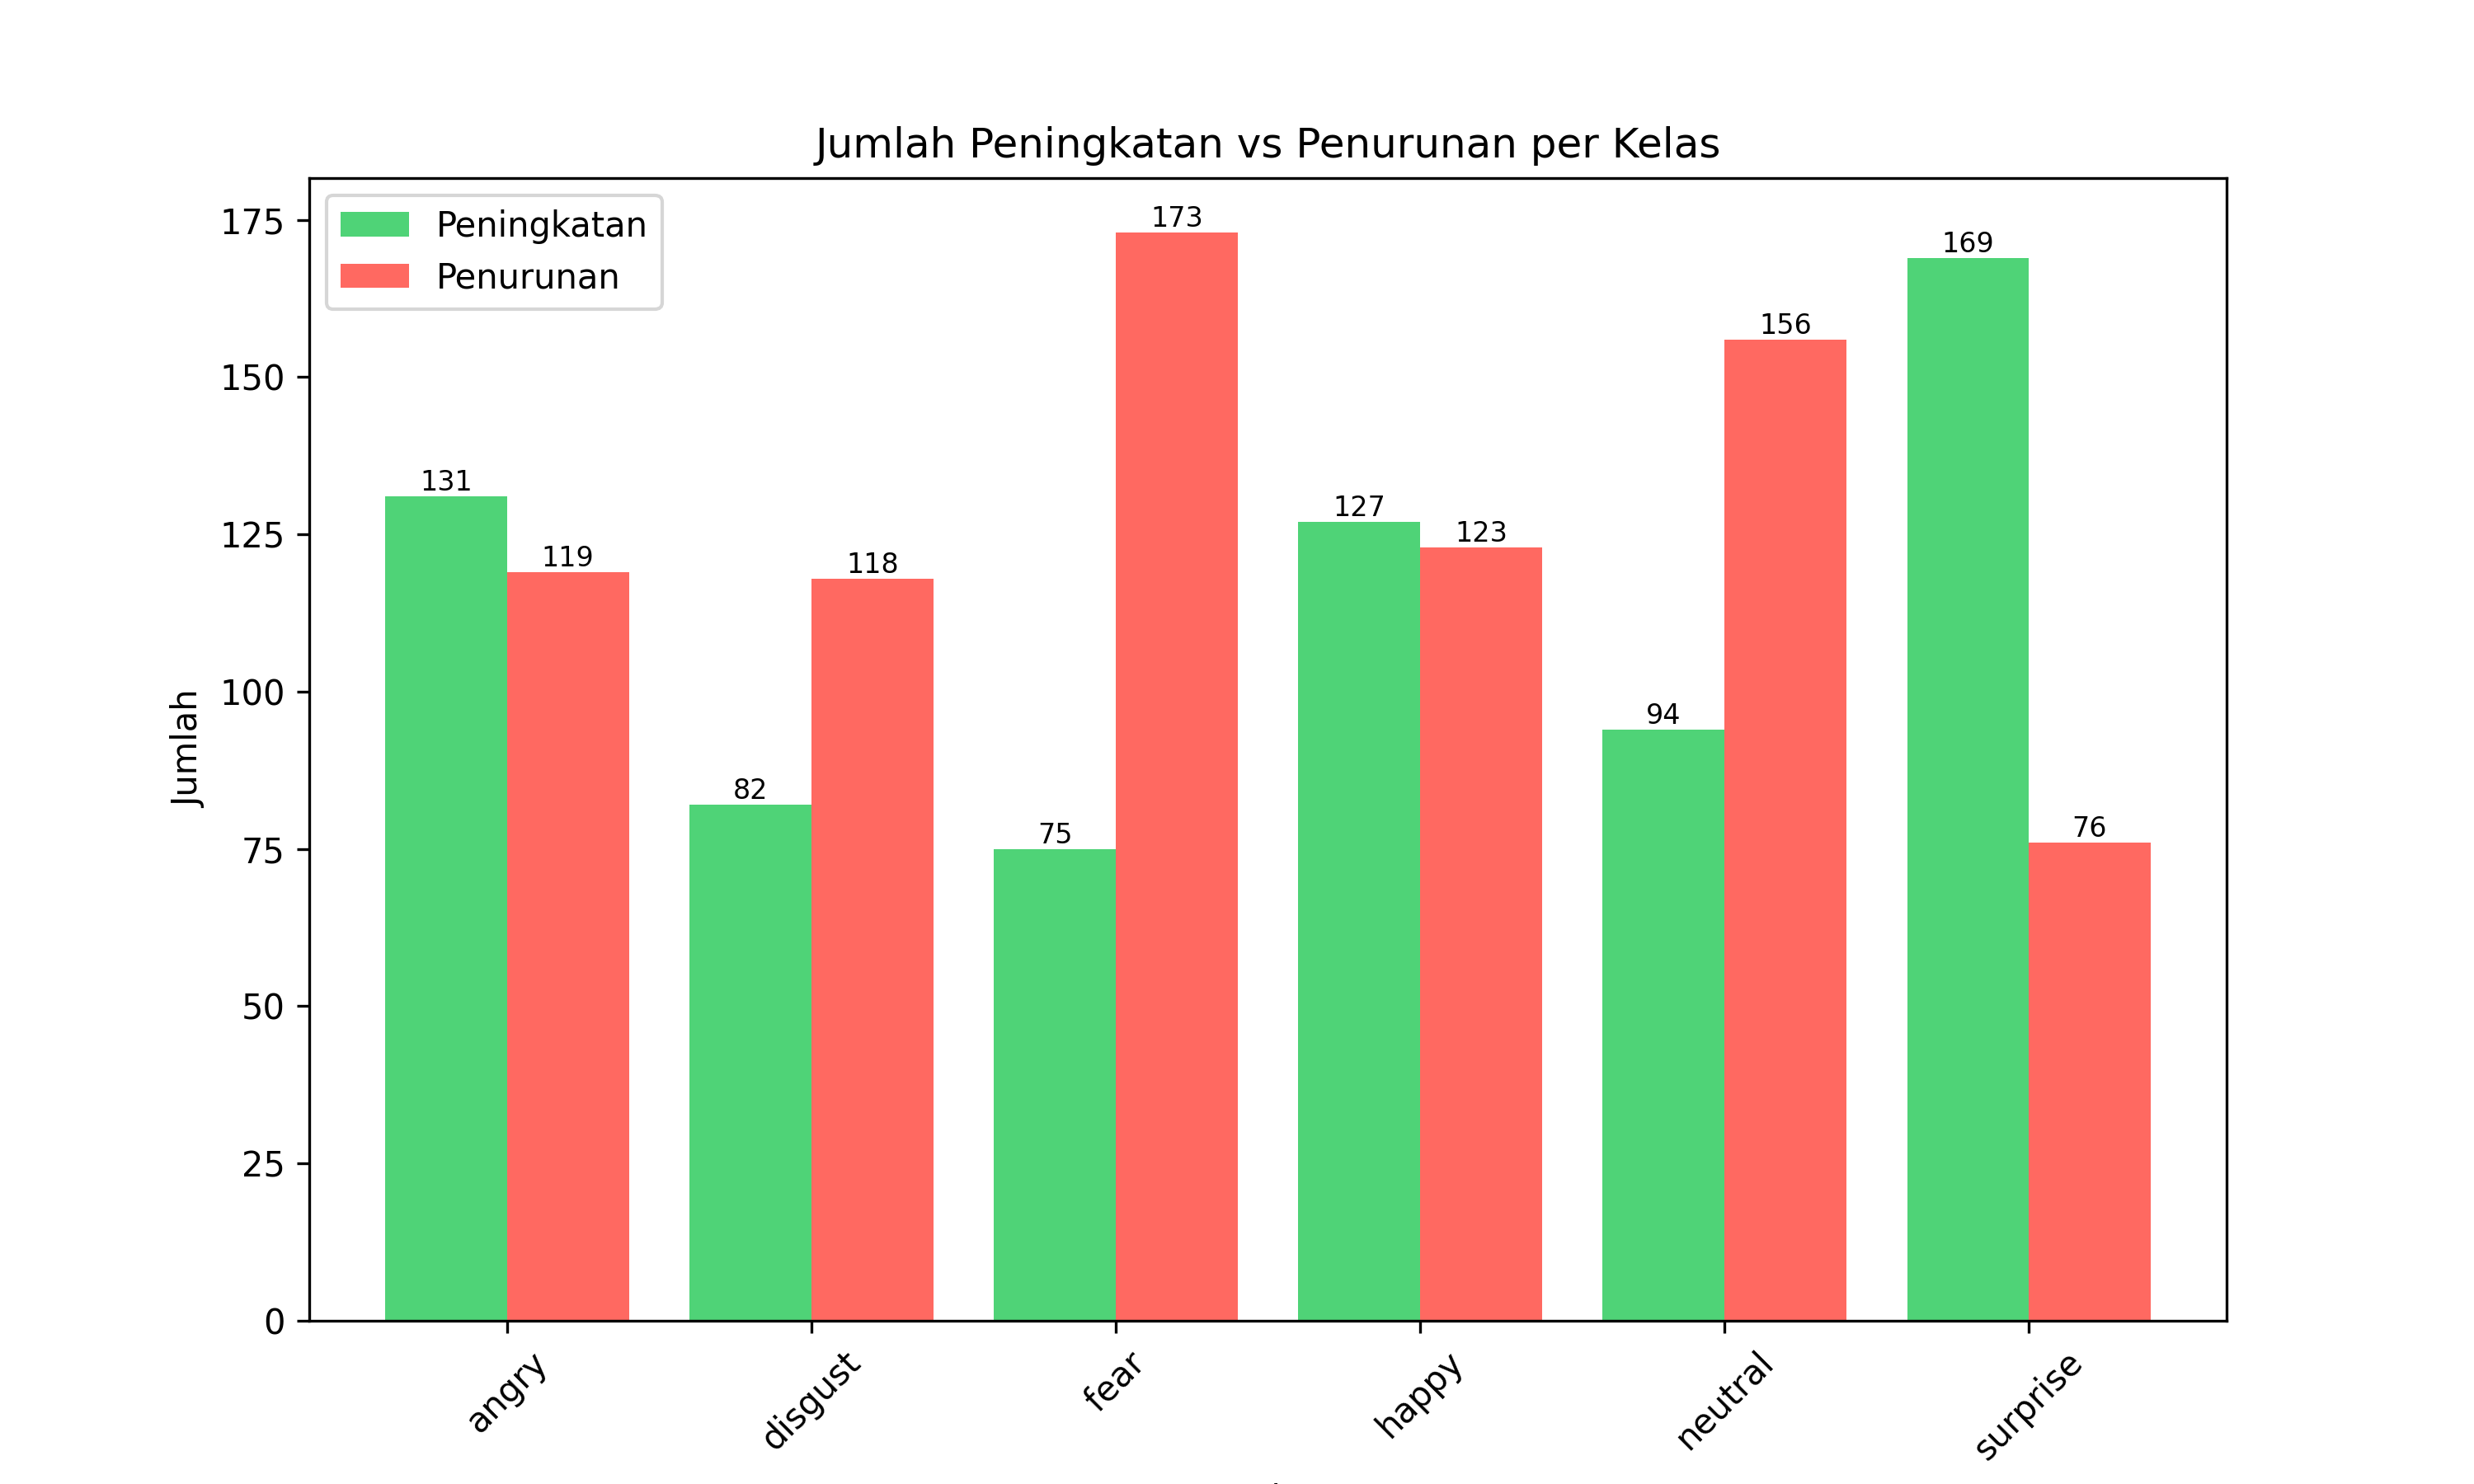 Jumlah Peningkatan vs Penurunan per Kelas
Peningkatan
Penurunan
Jumlah
175
150
125
100
75
50
25
0
131
119
82
118
75
173
127
123
94
156
169
76
angry
disgust
fear
happy
neutral
surprise